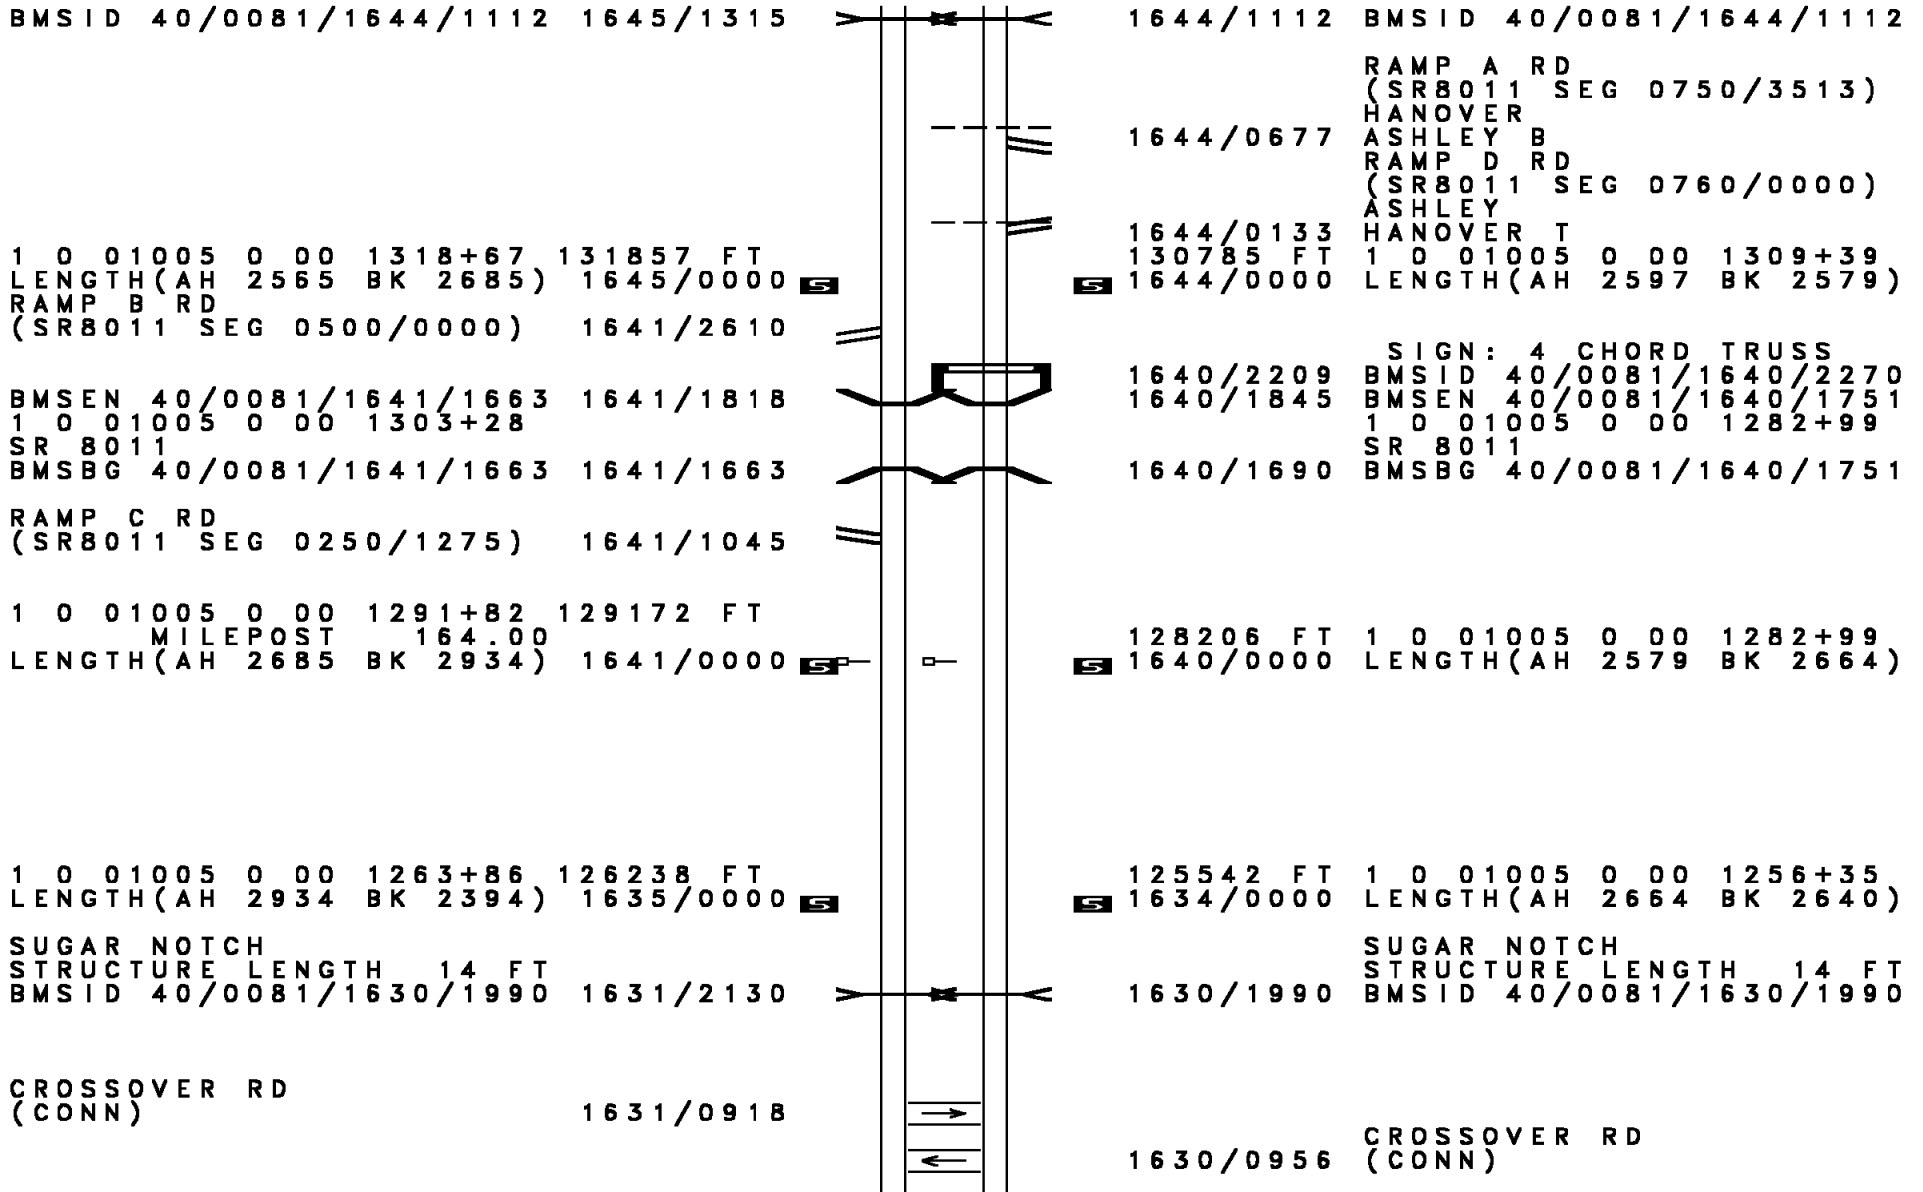 BMSID 40/0081/1644/1112 1645/1315 1644/1112 BMSID 40/0081/1644/1112
RAMP A RD
(SR8011 SEG 0750/3513)
HANOVER
1644/0677 ASHLEY B
RAMP D RD
(SR8011 SEG 0760/0000)
ASHLEY
1644/0133 HANOVER T
1 0 01005 0 00 1318+67 131857 FT 130785 FT 1 0 01005 0 00 1309+39
LENGTH(AH 2565 BK 2685) 1645/0000 S S 1644/0000 LENGTH(AH 2597 BK 2579)
RAMP B RD
(SR8011 SEG 0500/0000) 1641/2610
SIGN: 4 CHORD TRUSS
1640/2209 BMSID 40/0081/1640/2270
BMSEN 40/0081/1641/1663 1641/1818 1640/1845 BMSEN 40/0081/1640/1751
1 0 01005 0 00 1303+28 1 0 01005 0 00 1282+99
SR 8011 SR 8011
BMSBG 40/0081/1641/1663 1641/1663 1640/1690 BMSBG 40/0081/1640/1751
RAMP C RD
(SR8011 SEG 0250/1275) 1641/1045
1 0 01005 0 00 1291+82 129172 FT
MILEPOST 164.00 128206 FT 1 0 01005 0 00 1282+99
LENGTH(AH 2685 BK 2934) 1641/0000 S S 1640/0000 LENGTH(AH 2579 BK 2664)
1 0 01005 0 00 1263+86 126238 FT 125542 FT 1 0 01005 0 00 1256+35
LENGTH(AH 2934 BK 2394) 1635/0000 S S 1634/0000 LENGTH(AH 2664 BK 2640)
SUGAR NOTCH SUGAR NOTCH
STRUCTURE LENGTH 14 FT STRUCTURE LENGTH 14 FT
BMSID 40/0081/1630/1990 1631/2130 1630/1990 BMSID 40/0081/1630/1990
CROSSOVER RD
(CONN) 1631/0918
CROSSOVER RD
1630/0956 (CONN)